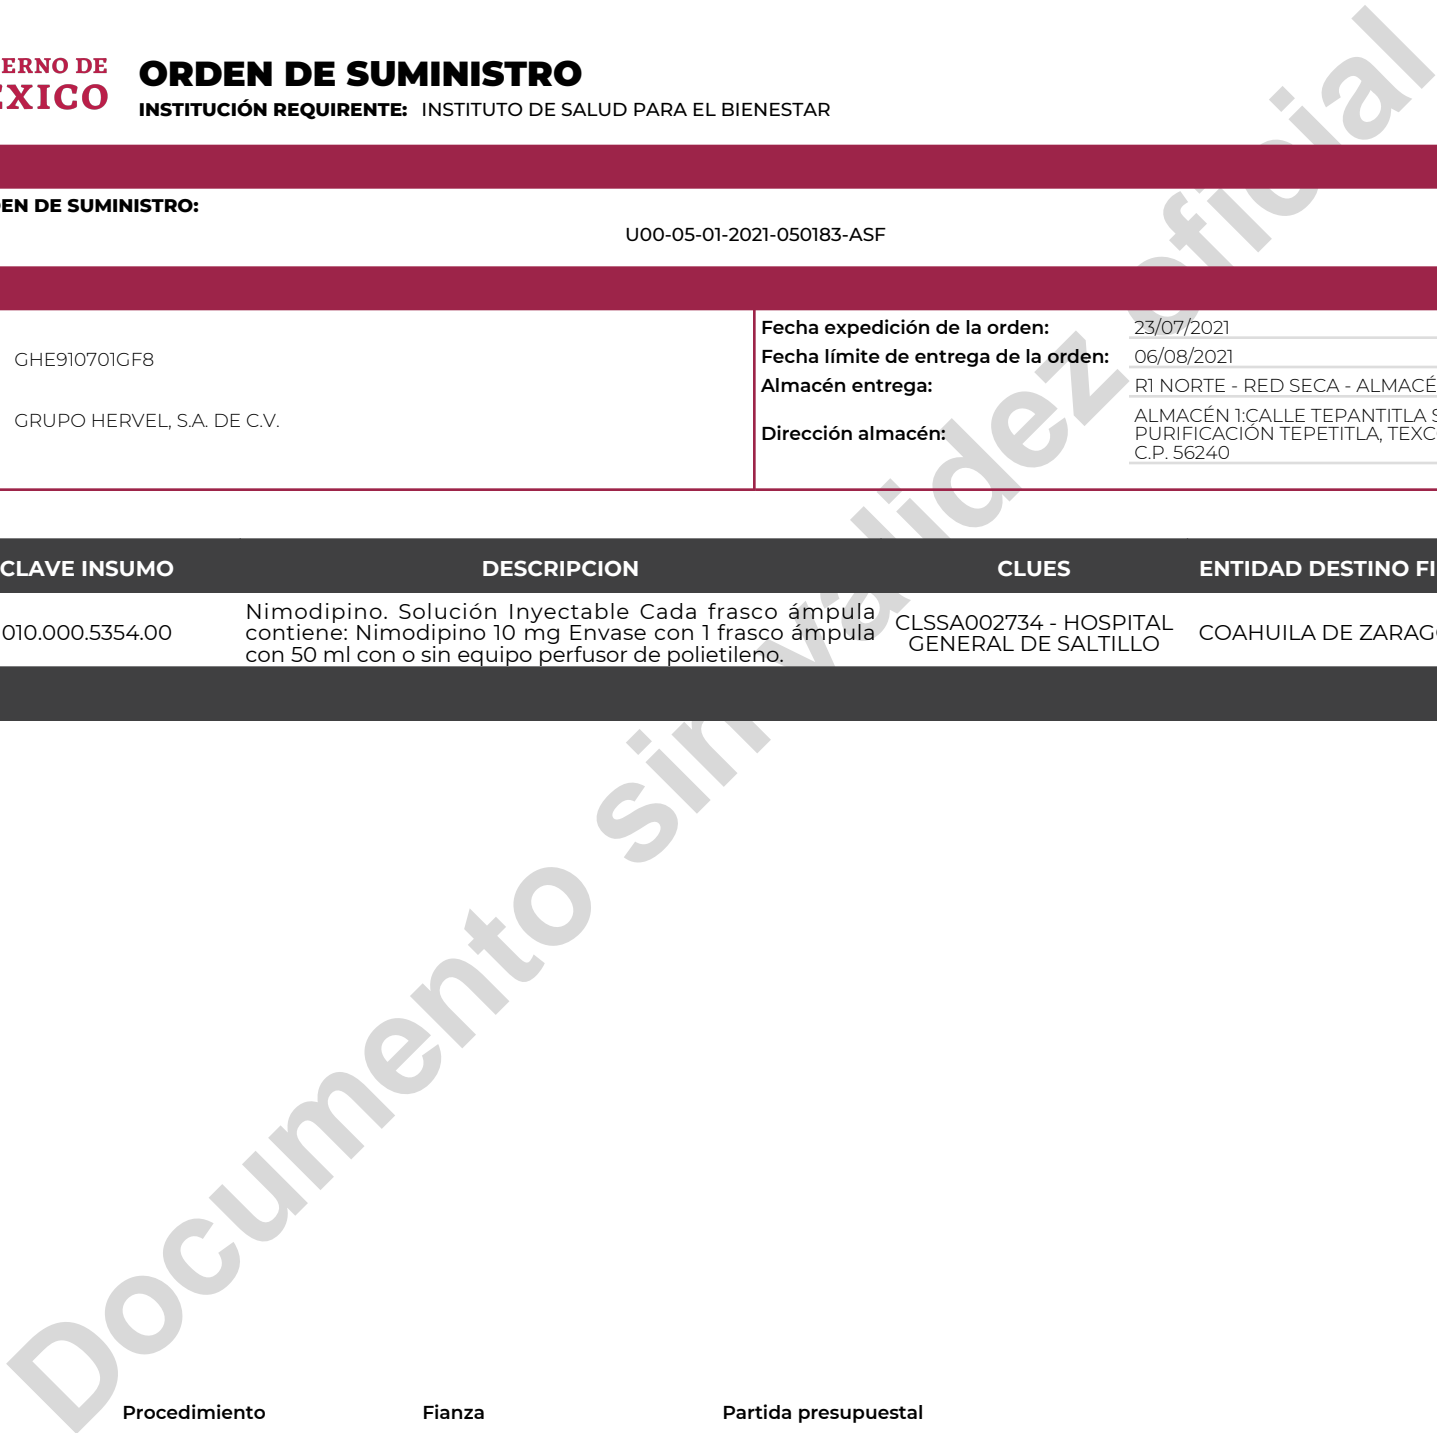 ERNO DE
ÉXICO
ORDEN DE SUMINISTRO
INSTITUCIÓN REQUIRENTE: INSTITUTO DE SALUD PARA EL BIENESTAR
EN DE SUMINISTRO:
U00-05-01-2021-050183-ASF
GHE910701GF8
GRUPO HERVEL, S.A. DE C.V.
Fecha expedición de la orden: 23/07/2021
Fecha límite de entrega de la orden: 06/08/2021
Almacén entrega: R1 NORTE - RED SECA - ALMACÉ
Dirección almacén:
ALMACÉN 1:CALLE TEPANTITLA S
PURIFICACIÓN TEPETITLA, TEXC
C.P. 56240
CLAVE INSUMO DESCRIPCION CLUES ENTIDAD DESTINO FI
010.000.5354.00
Nimodipino. Solución Inyectable Cada frasco ámpula
contiene: Nimodipino 10 mg Envase con 1 frasco ámpula
con 50 ml con o sin equipo perfusor de polietileno.
CLSSA002734 - HOSPITAL
GENERAL DE SALTILLO
COAHUILA DE ZARAG
Documento sin validez oficial
Procedimiento Fianza Partida presupuestal